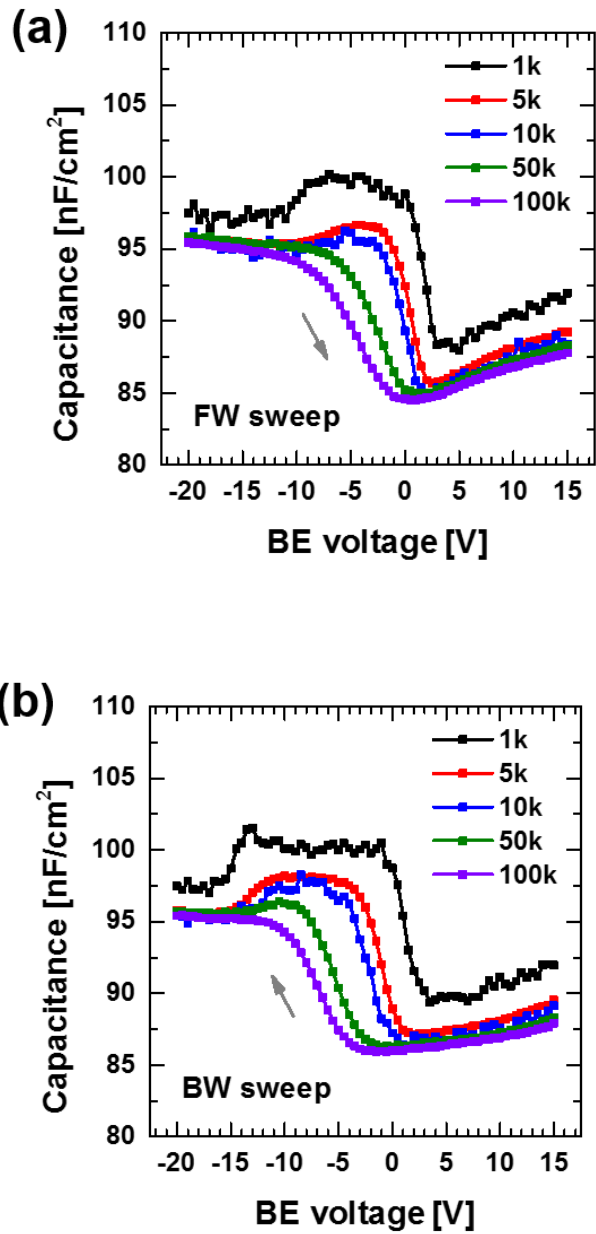 (a)
110
105
100
95
90
85
80
Capacitance [nF/cm²]
1k
5k
10k
50k
100k
FW sweep
-20 -15 -10 -5 0 5 10 15
BE voltage [V]
(b)
110
105
100
95
90
85
80
Capacitance [nF/cm²]
1k
5k
10k
50k
100k
BW sweep
-20 -15 -10 -5 0 5 10 15
BE voltage [V]